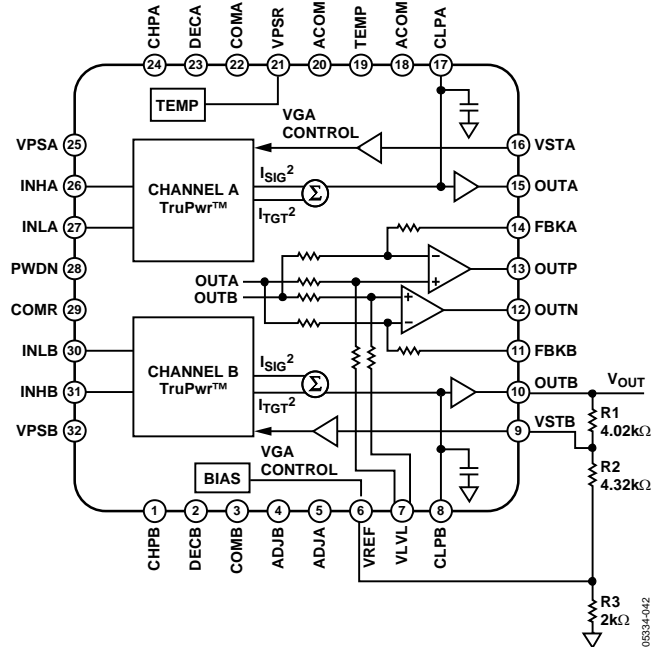 CHPA
DECA
COMA
VPSR
ACOM
TEMP
ACOM
CLPA
24
23
22
21
20
19
18
17
TEMP
VGA
CONTROL
VPSA 25
16 VSTA
INHA 26
CHANNEL A
TruPwr™
ISIG2
ITGT2
Σ
15 OUTA
INLA 27
14 FBKA
PWDN 28
OUTA
OUTB
−
+
13 OUTP
COMR 29
+
−
12 OUTN
INLB 30
11 FBKB
CHANNEL B
TruPwr™
ISIG2
ITGT2
Σ
INHB 31
10 OUTB
VOUT
R1
4.02kΩ
VPSB 32
9 VSTB
VGA
CONTROL
R2
4.32kΩ
BIAS
1
2
3
4
5
6
7
8
CHPB
DECB
COMB
ADJB
ADJA
VREF
VLVL
CLPB
R3
2kΩ
05334-042